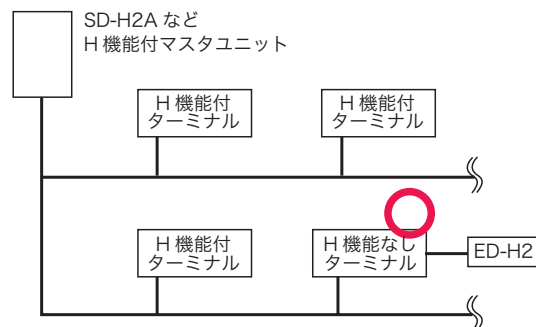 SD-H2A など
H 機能付マスタユニット
H 機能付
ターミナル
H 機能付
ターミナル
H 機能付
ターミナル
H 機能なし
ターミナル
ED-H2